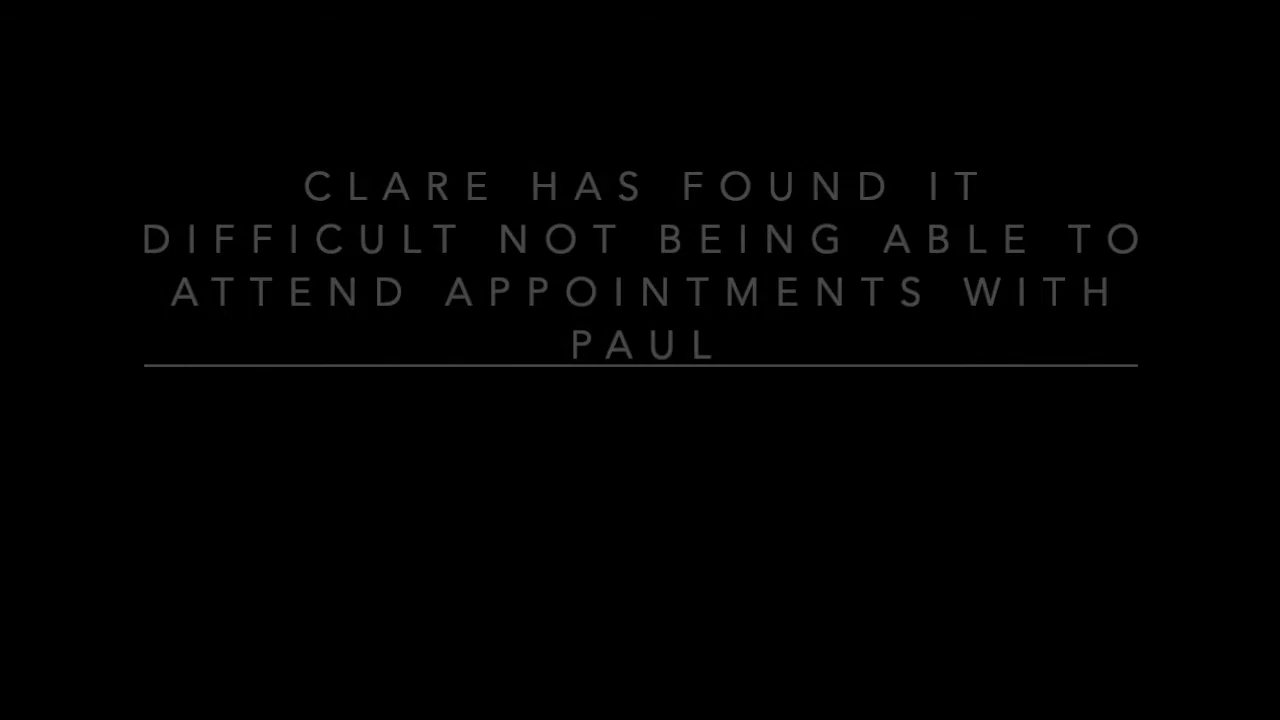 CLARE HAS FOUND IT
DIFFICULT NOT BEING ABLE TO
ATTEND APPOINTMENTS WITH
PAUL